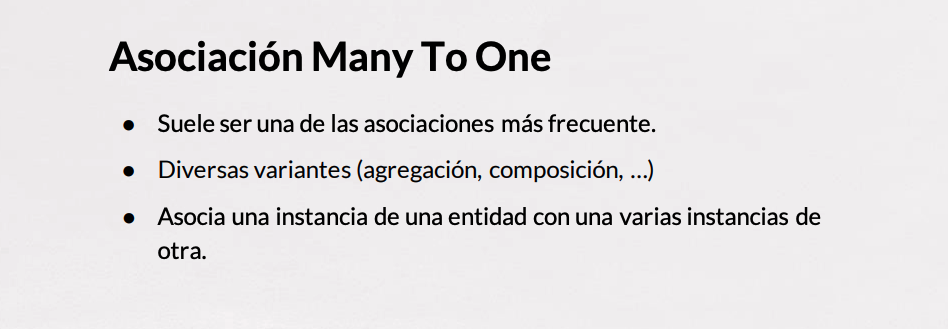 Asociación Many To One
● Suele ser una de las asociaciones más frecuente.
● Diversas variantes (agregación, composición, ...)
● Asocia una instancia de una entidad con una varias instancias de
otra.